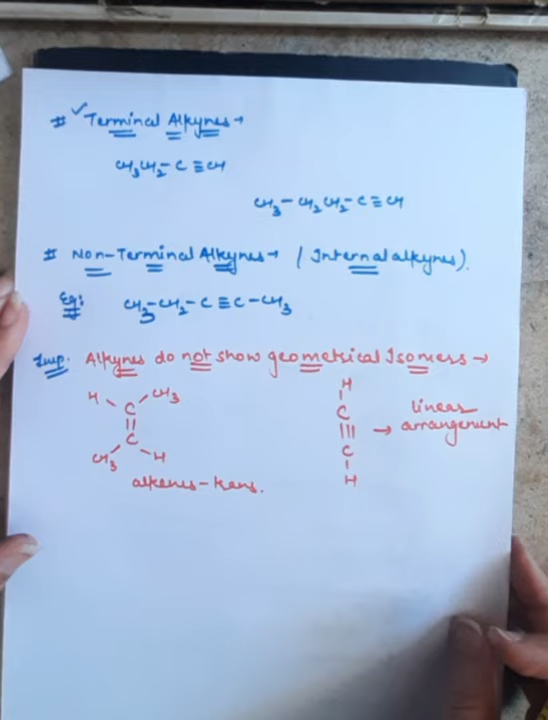 # ✓Terminal Alkynes →
CH3CH2-C≡CH
CH3-CH2CH2-C≡CH
# Non-Terminal Alkynes → (Internal alkynes).
Eg: CH3-CH2-C≡C-CH3
Imp. Alkynes do not show geometrical Isomers →
H CH3
C
||
C
CH3 H
alkenes-trans.
H
C
|||
C
H
→ linear
arrangement